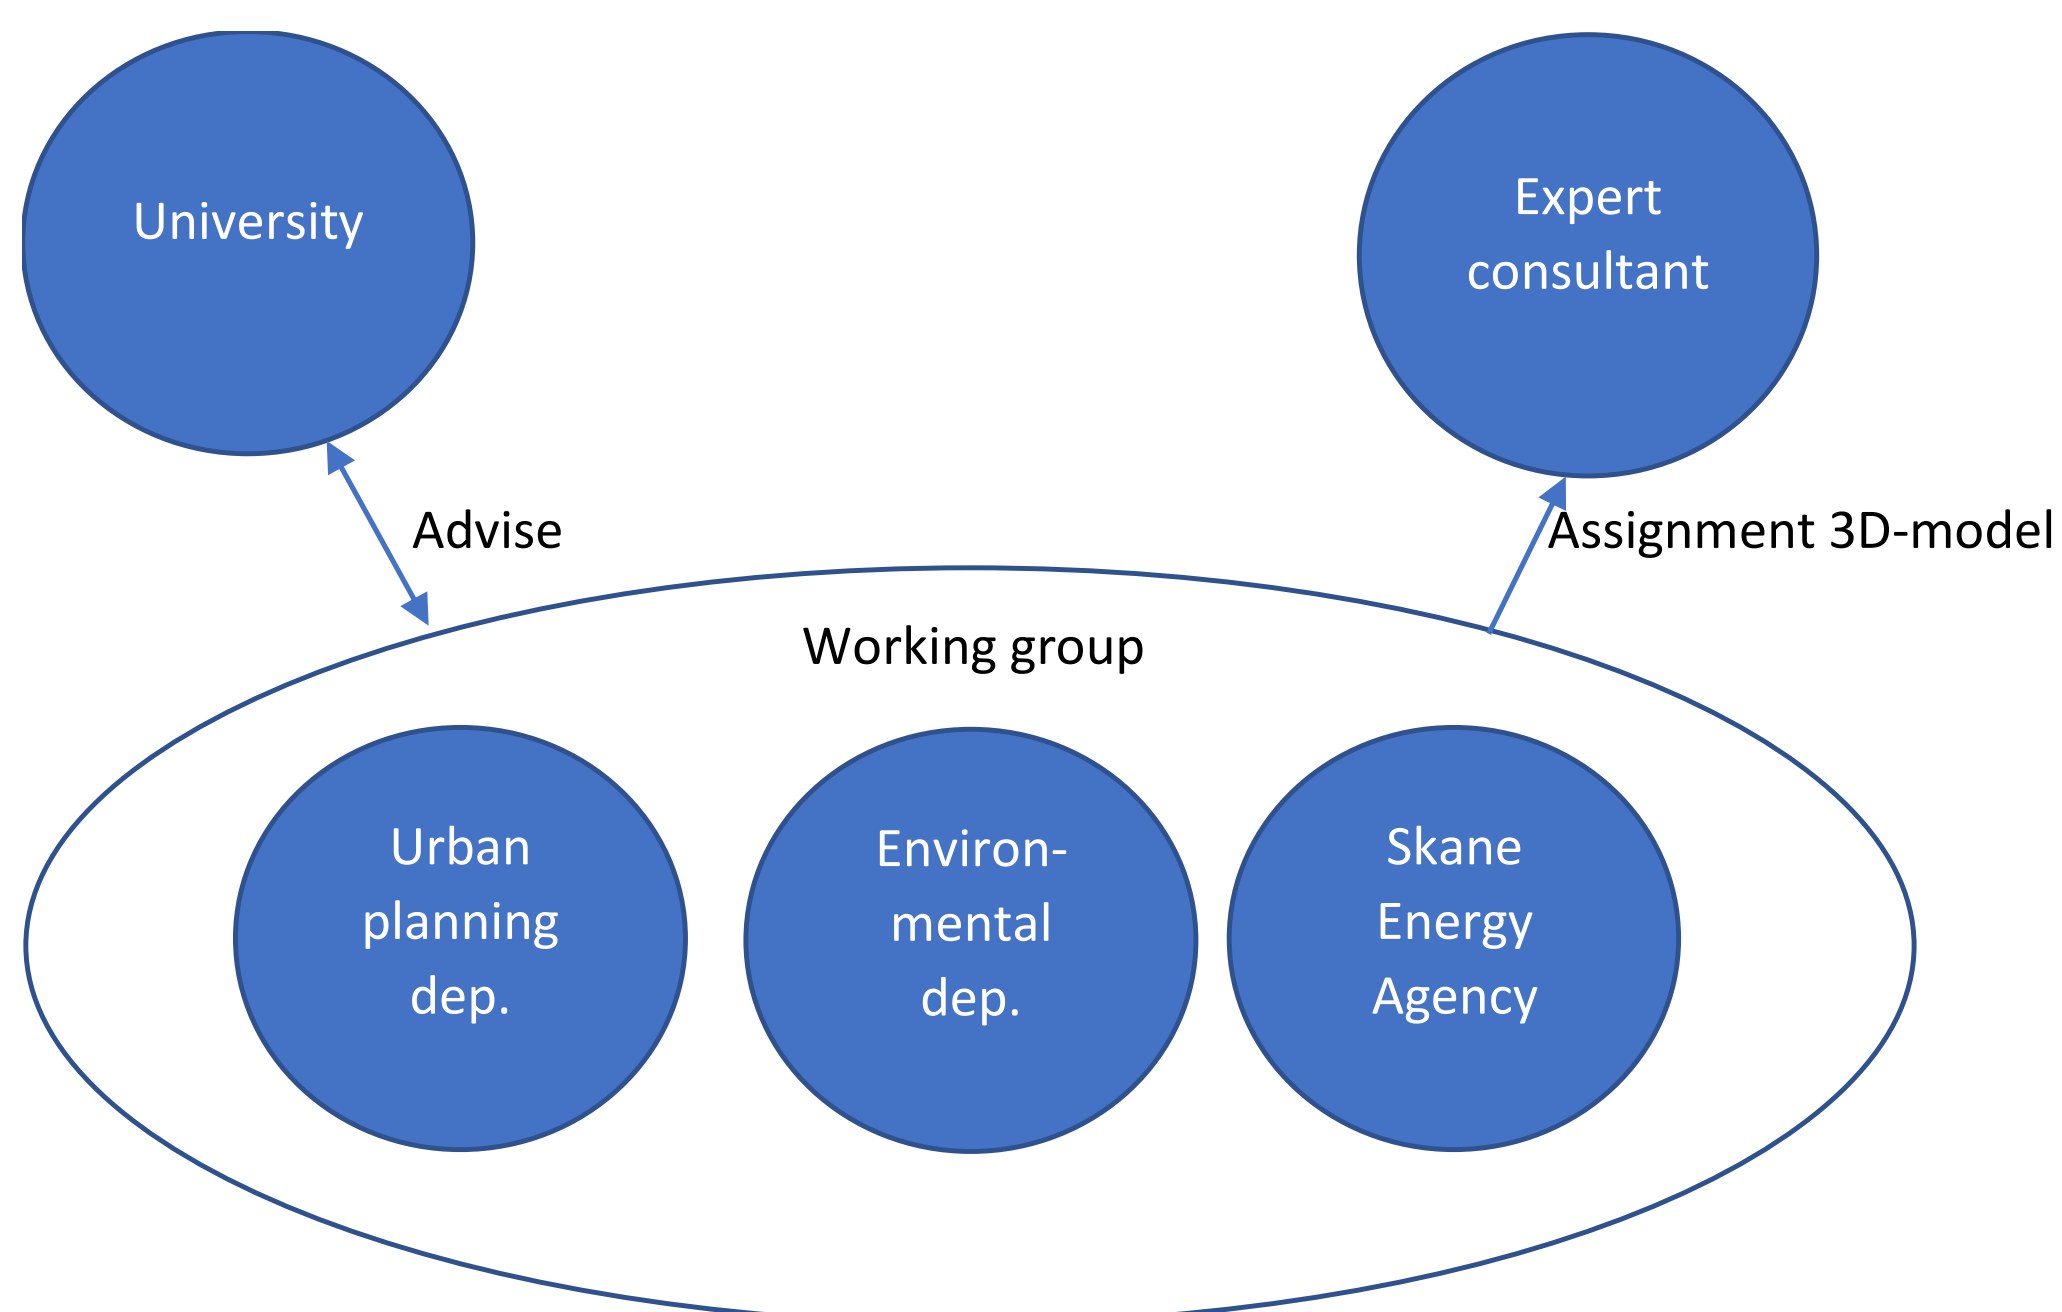 University
Expert
consultant
Advise
Assignment 3D-model
Working group
Urban
planning
dep.
Environ-
mental
dep.
Skane
Energy
Agency